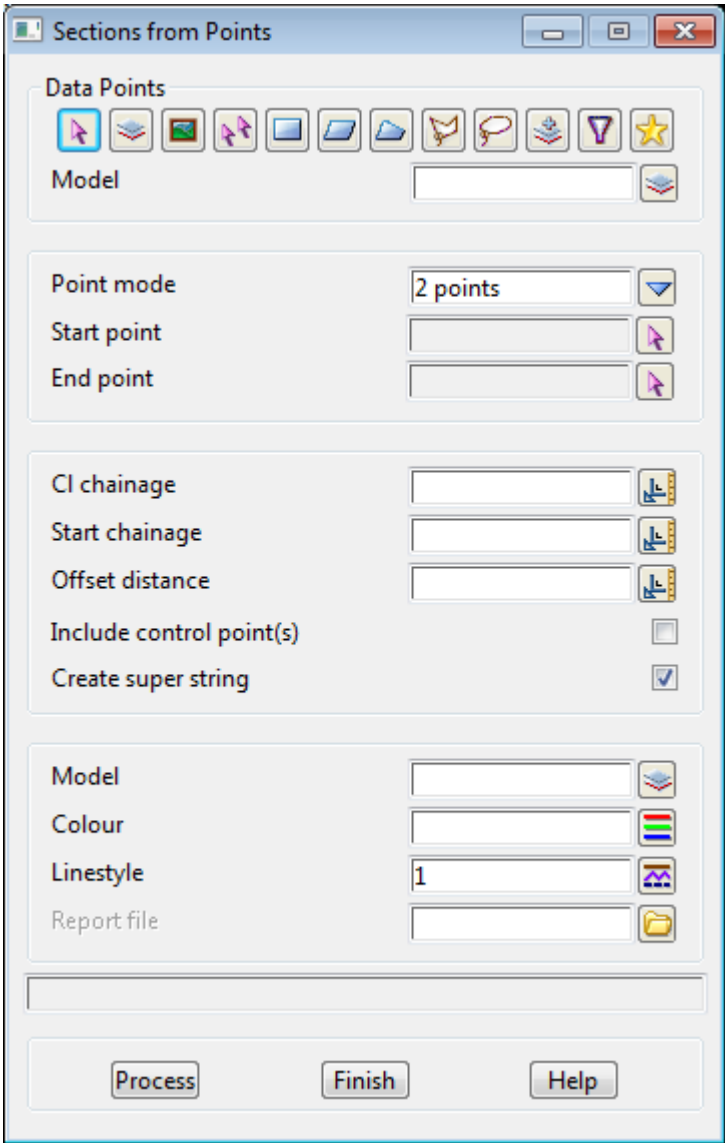 Sections from Points
Data Points
Model
Point mode 2 points
Start point
End point
CI chainage
Start chainage
Offset distance
Include control point(s)
Create super string
Model
Colour
Linestyle 1
Report file
Process Finish Help